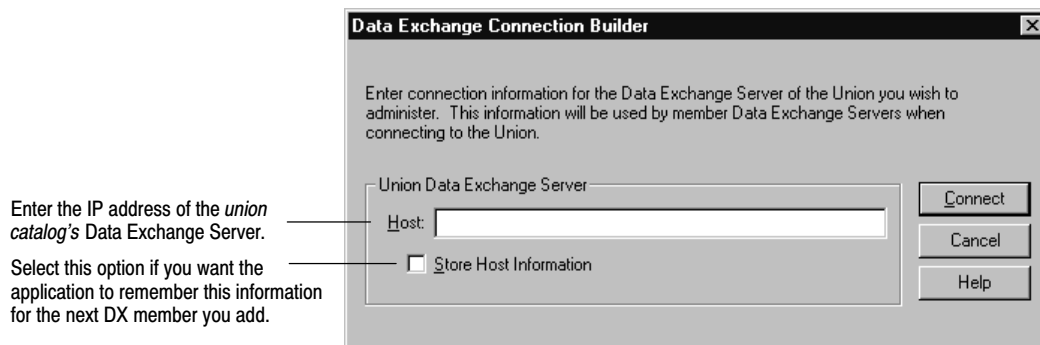 Data Exchange Connection Builder
Enter connection information for the Data Exchange Server of the Union you wish to
administer. This information will be used by member Data Exchange Servers when
connecting to the Union.
Union Data Exchange Server
Host:
Store Host Information
Connect
Cancel
Help
Enter the IP address of the union
catalog's Data Exchange Server.
Select this option if you want the
application to remember this information
for the next DX member you add.